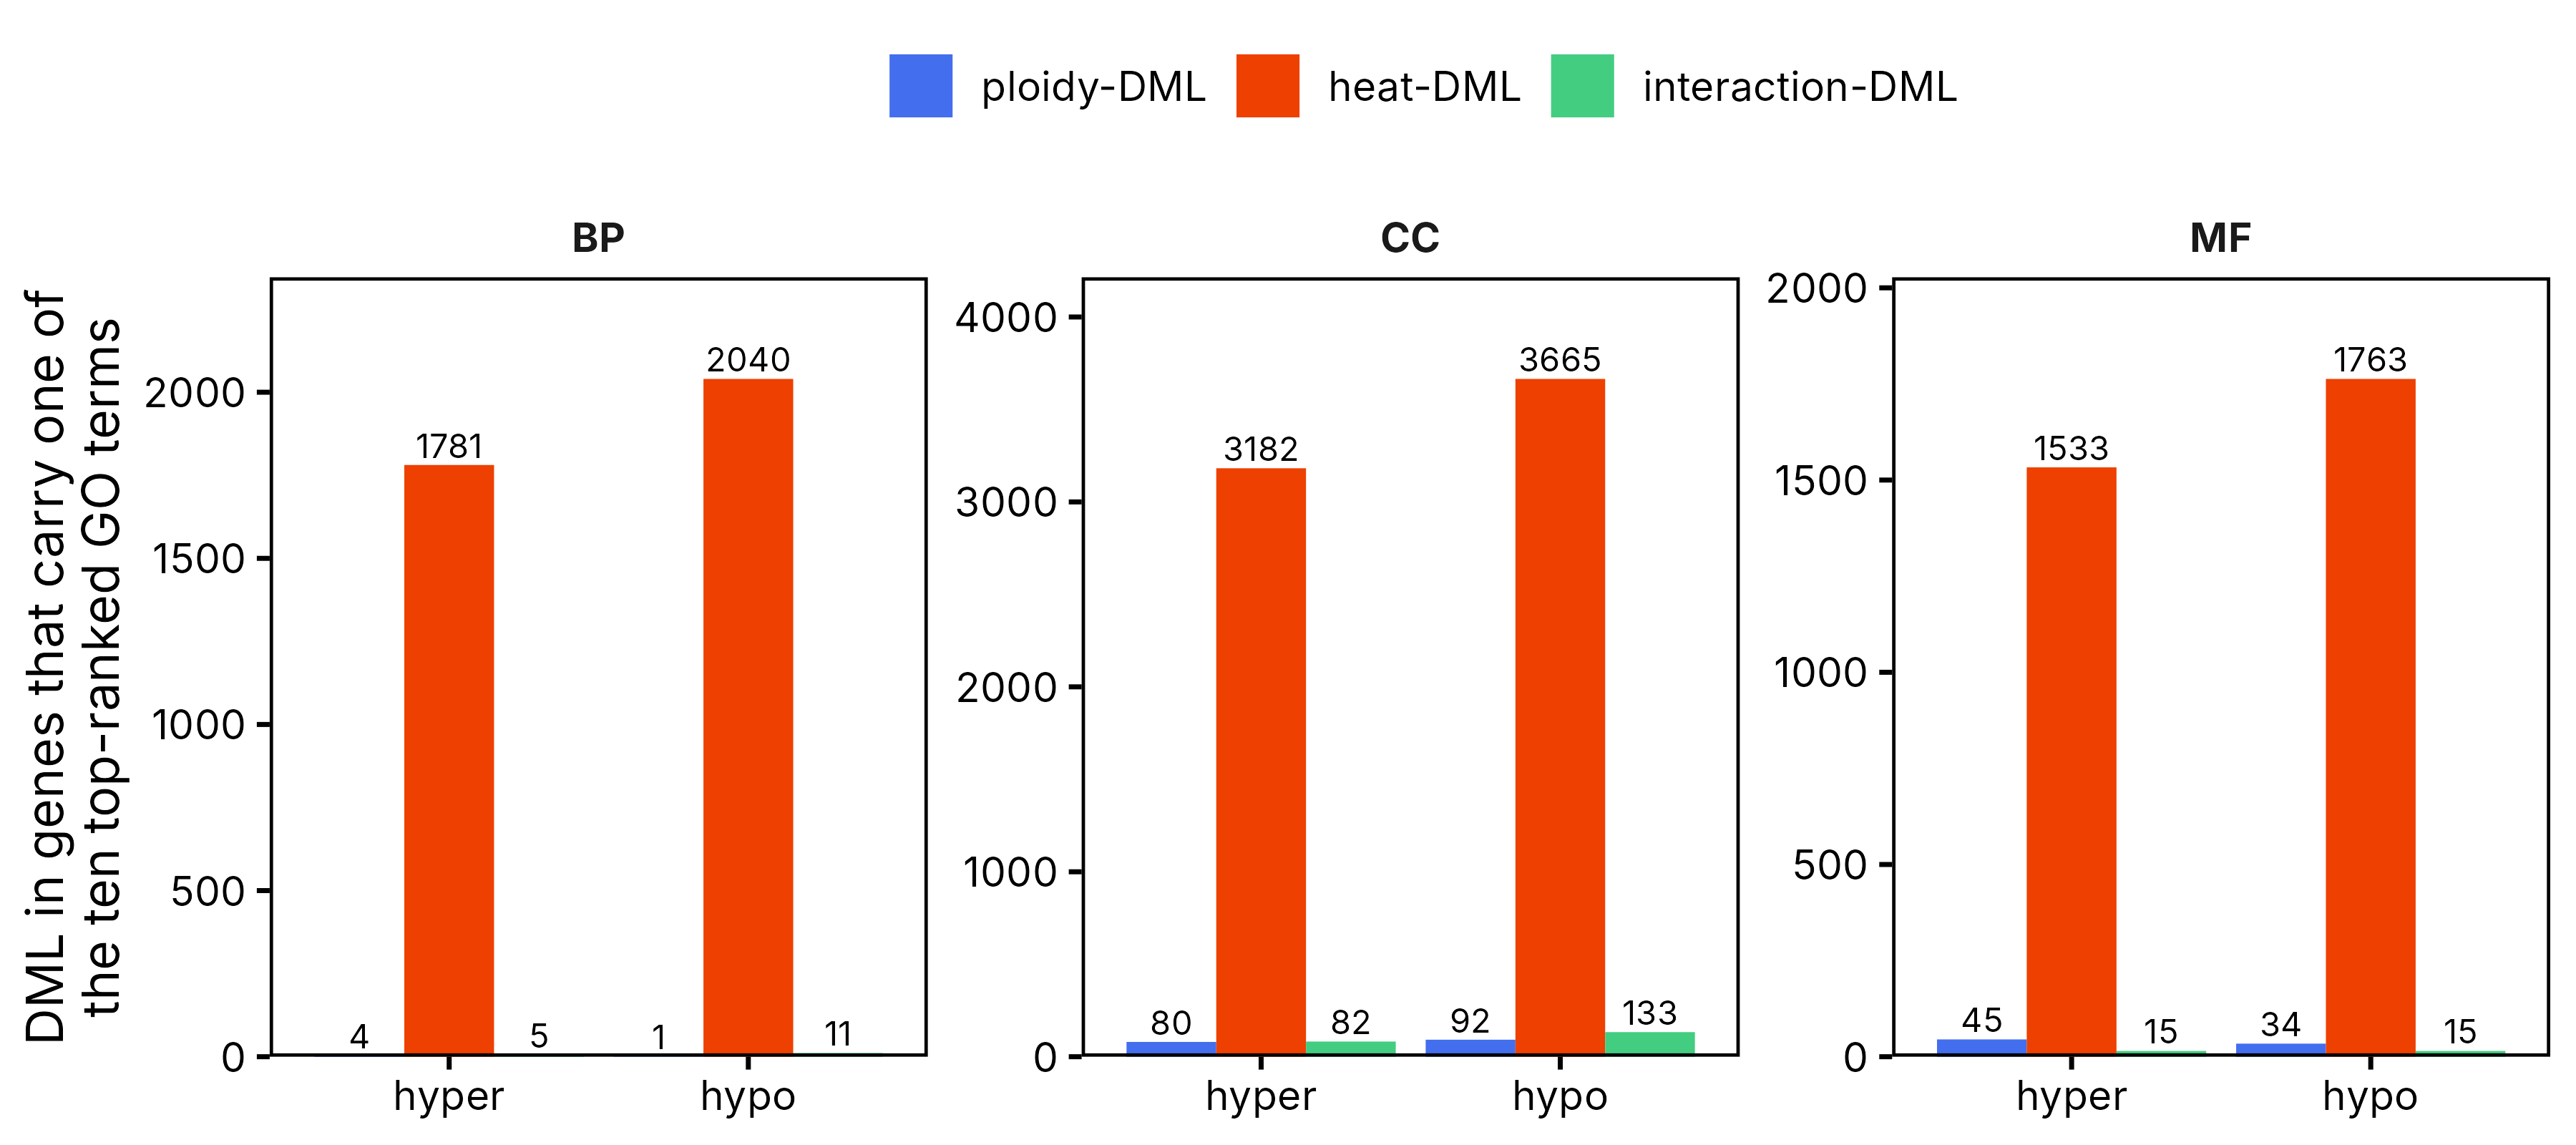 ploidy-DML heat-DML interaction-DML
DML in genes that carry one of
the ten top-ranked GO terms
BP
2000
1500
1000
500
0
1781
2040
4
5
1
11
hyper
hypo
CC
4000
3000
2000
1000
0
3182
3665
80
82
92
133
hyper
hypo
MF
2000
1500
1000
500
0
1533
1763
45
15
34
15
hyper
hypo